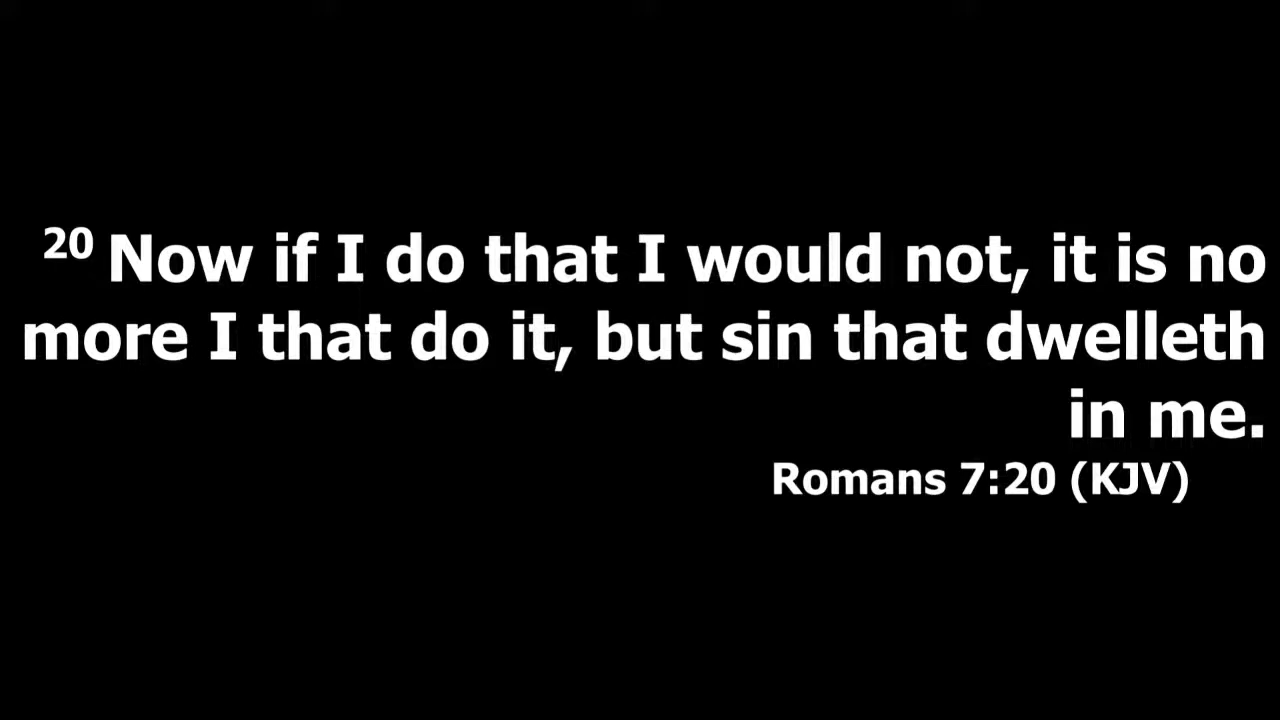 20 Now if I do that I would not, it is no
more I that do it, but sin that dwelleth
in me.
Romans 7:20 (KJV)